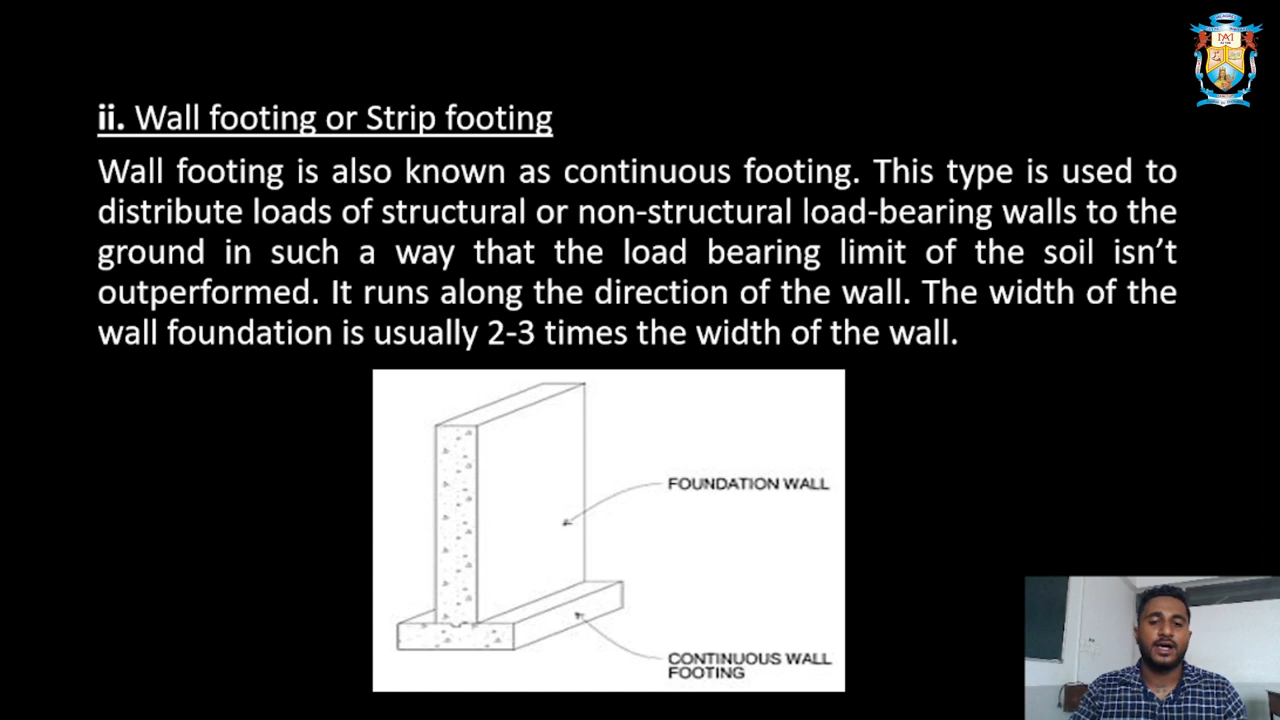 ii. Wall footing or Strip footing
Wall footing is also known as continuous footing. This type is used to
distribute loads of structural or non-structural load-bearing walls to the
ground in such a way that the load bearing limit of the soil isn’t
outperformed. It runs along the direction of the wall. The width of the
wall foundation is usually 2-3 times the width of the wall.
FOUNDATION WALL
CONTINUOUS WALL
FOOTING